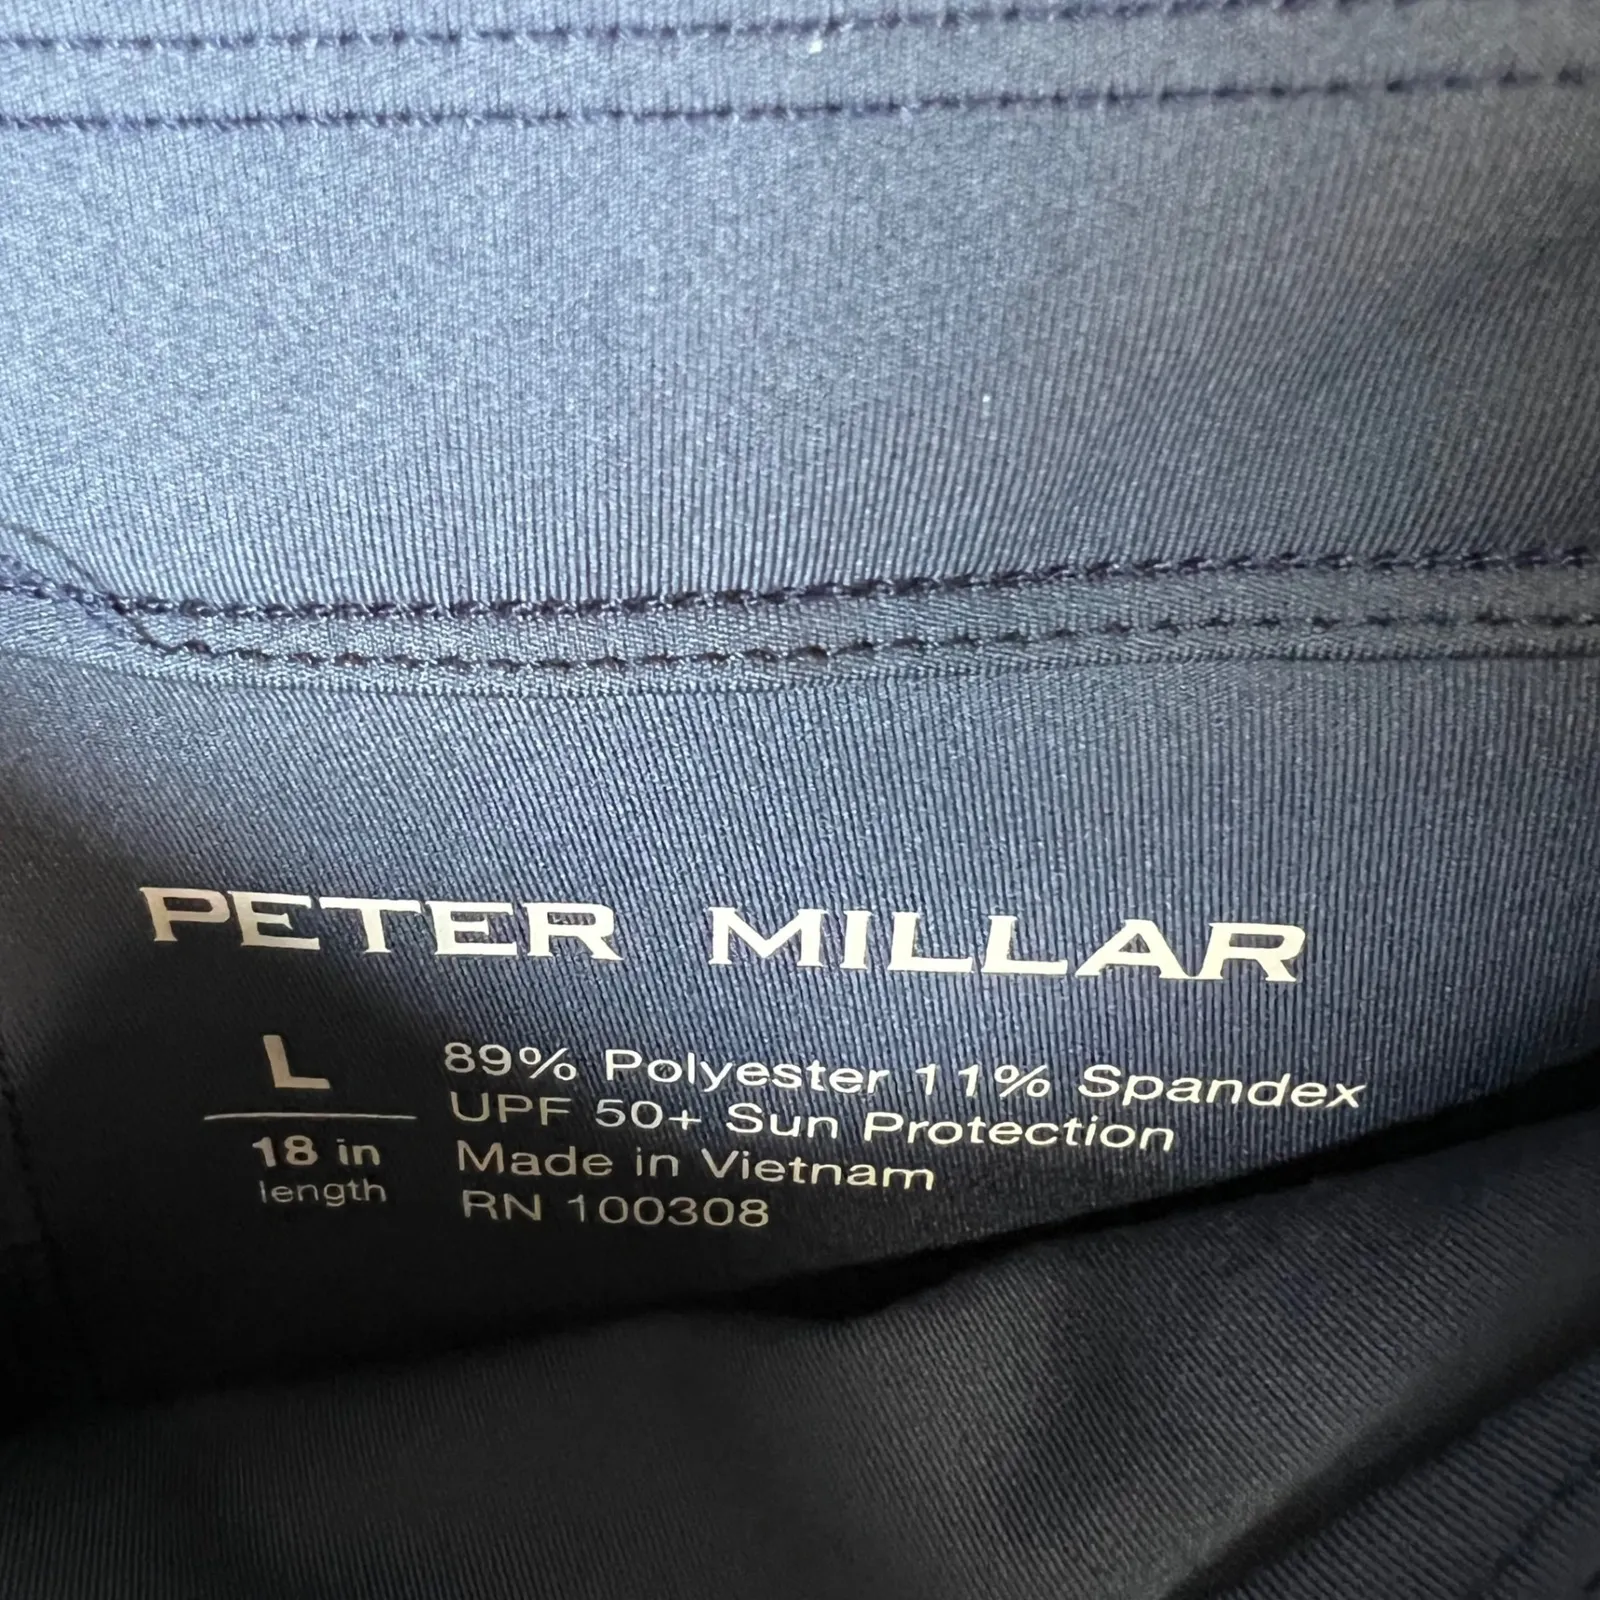 PETER MILLAR
L
18 in
length
89% Polyester 11% Spandex
UPF 50+ Sun Protection
Made in Vietnam
RN 100308